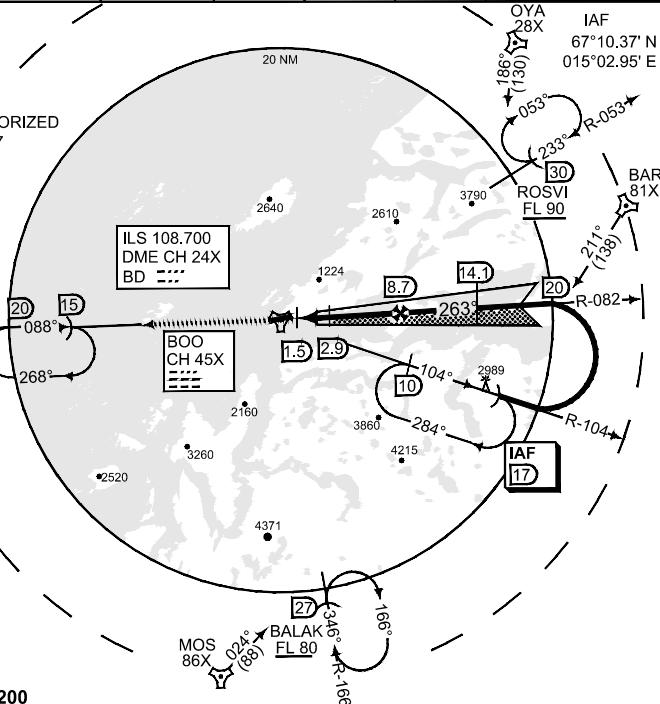 OYA
28X
IAF
67°10.37' N
015°02.95' E
20 NM
186°
(130)
053°
R-053
ORIZED
233°
30
ROSVI
FL 90
BAR
81X
3790
2640
2610
211°
(138)
ILS 108.700
DME CH 24X
BD
1224
8.7
14.1
20
R-082
263°
20
15
088°
268°
BOO
CH 45X
1.5
2.9
104°
2989
10
284°
R-104
2160
3860
3260
4215
IAF
17
2520
4371
27
346°
166°
BALAK
FL 80
024°
(88)
MOS
86X
R-166
200